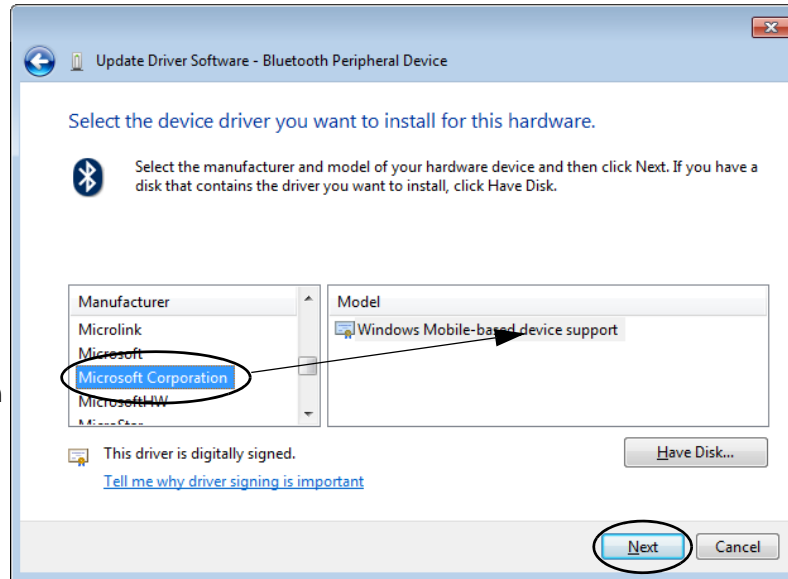 Update Driver Software - Bluetooth Peripheral Device
Select the device driver you want to install for this hardware.
Select the manufacturer and model of your hardware device and then click Next. If you have a
disk that contains the driver you want to install, click Have Disk.
Manufacturer
Model
Microlink
Windows Mobile-based device support
Microsoft
Microsoft Corporation
MicrosoftHW
This driver is digitally signed.
Have Disk...
Tell me why driver signing is important
Next
Cancel